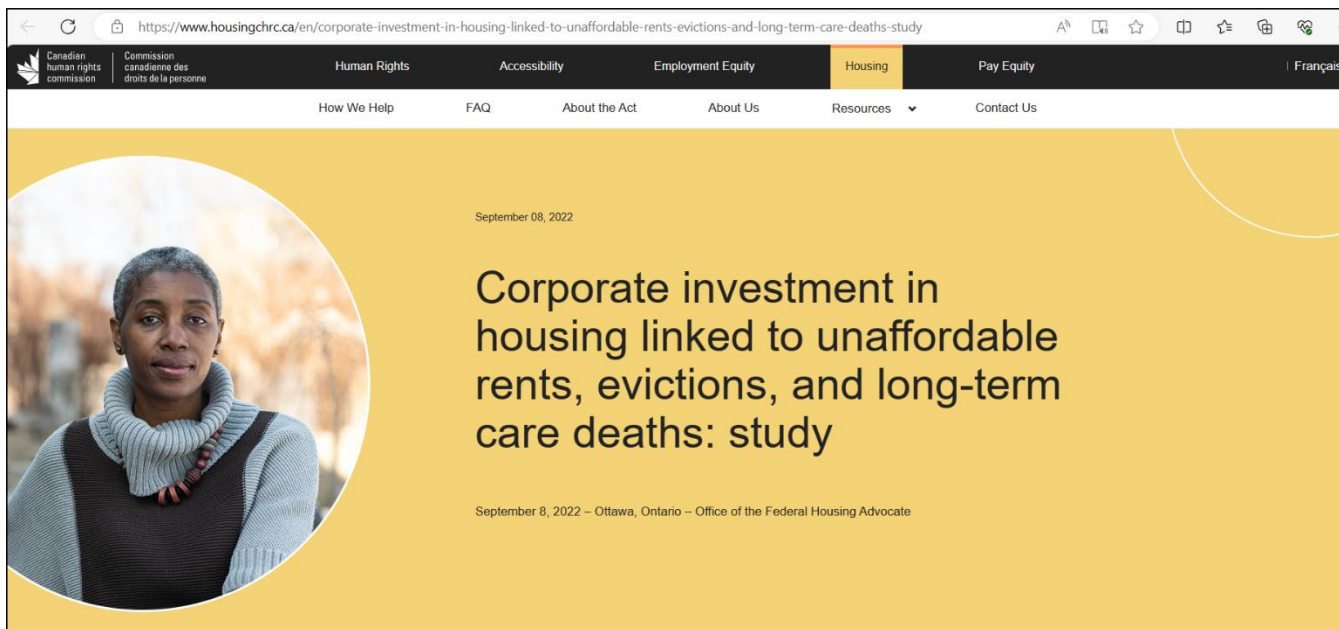 https://www.housingchrc.ca/en/corporate-investment-in-housing-linked-to-unaffordable-rents-evictions-and-long-term-care-deaths-study
Canadian
human rights
commission
Commission
canadienne des
droits de la personne
Human Rights
Accessibility
Employment Equity
Housing
Pay Equity
Français
How We Help
FAQ
About the Act
About Us
Resources
Contact Us
September 08, 2022
Corporate investment in
housing linked to unaffordable
rents, evictions, and long-term
care deaths: study
September 8, 2022 – Ottawa, Ontario – Office of the Federal Housing Advocate